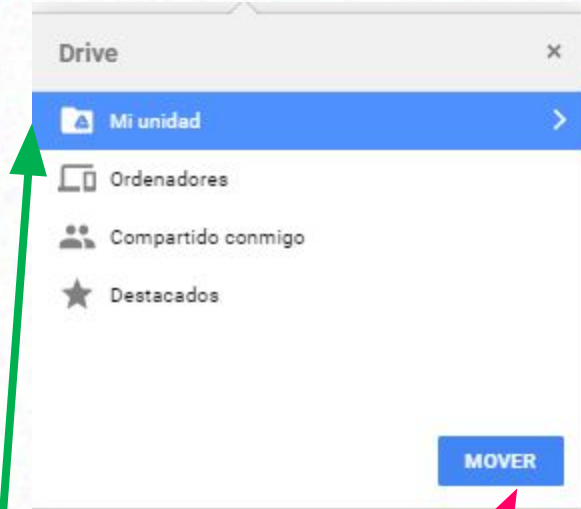 Drive
Mi unidad
Ordenadores
Compartido conmigo
Destacados
MOVER